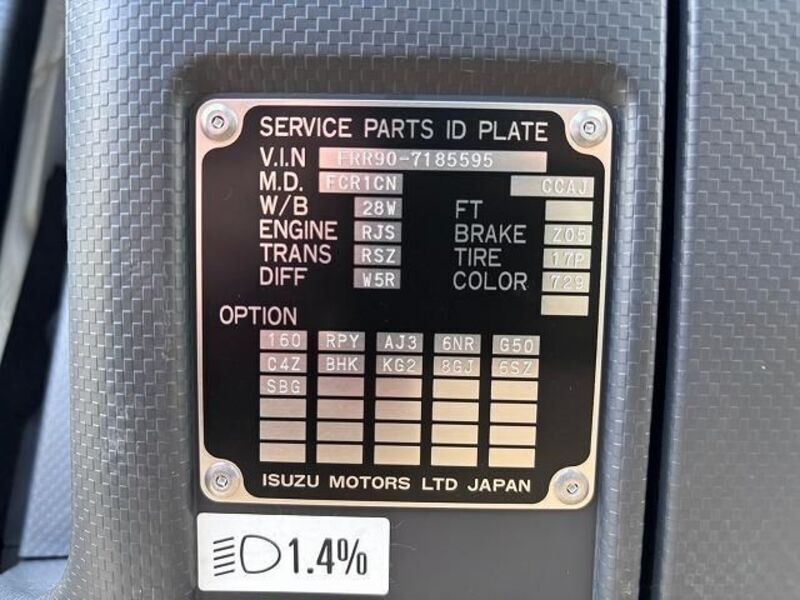 SERVICE PARTS ID PLATE
V.I.N FRR90-7185595
M.D. FCR1CN CCAJ
W/B 28W FT
ENGINE RJS BRAKE Z05
TRANS RSZ TIRE 17P
DIFF W5R COLOR 729
OPTION
160 RPY AJ3 6NR G50
C4Z BHK KG2 8GJ 6SZ
SBG
ISUZU MOTORS LTD JAPAN
1.4%